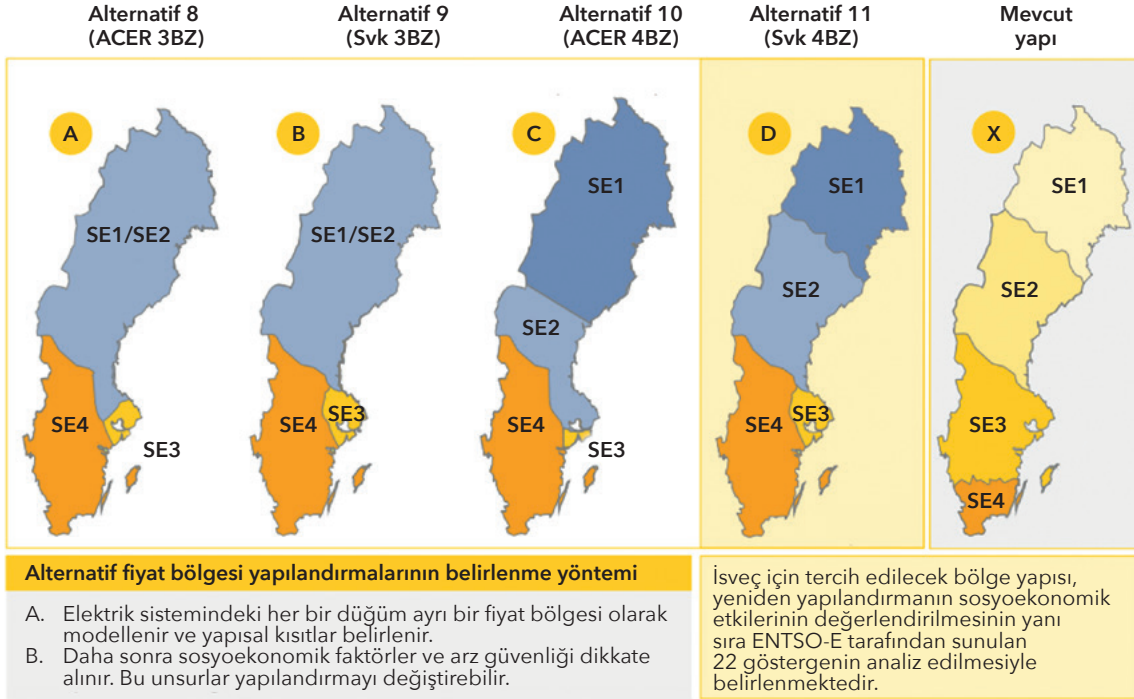 Alternatif 8
(ACER 3BZ)
Alternatif 9
(Svk 3BZ)
Alternatif 10
(ACER 4BZ)
Alternatif 11
(Svk 4BZ)
Mevcut
yapı
A
SE1/SE2
SE4
SE3
B
SE1/SE2
SE3
SE4
C
SE1
SE2
SE4
SE3
D
SE1
SE2
SE3
SE4
X
SE1
SE2
SE3
SE4
Alternatif fiyat bölgesi yapılandırmalarının belirlenme yöntemi
A. Elektrik sistemindeki her bir düğüm ayrı bir fiyat bölgesi olarak
modellenir ve yapısal kısıtlar belirlenir.
B. Daha sonra sosyoekonomik faktörler ve arz güvenliği dikkate
alınır. Bu unsurlar yapılandırmayı değiştirebilir.
İsveç için tercih edilecek bölge yapısı,
yeniden yapılandırmanın sosyoekonomik
etkilerinin değerlendirilmesinin yanı
sıra ENTSO-E tarafından sunulan
22 göstergenin analiz edilmesiyle
belirlenmektedir.